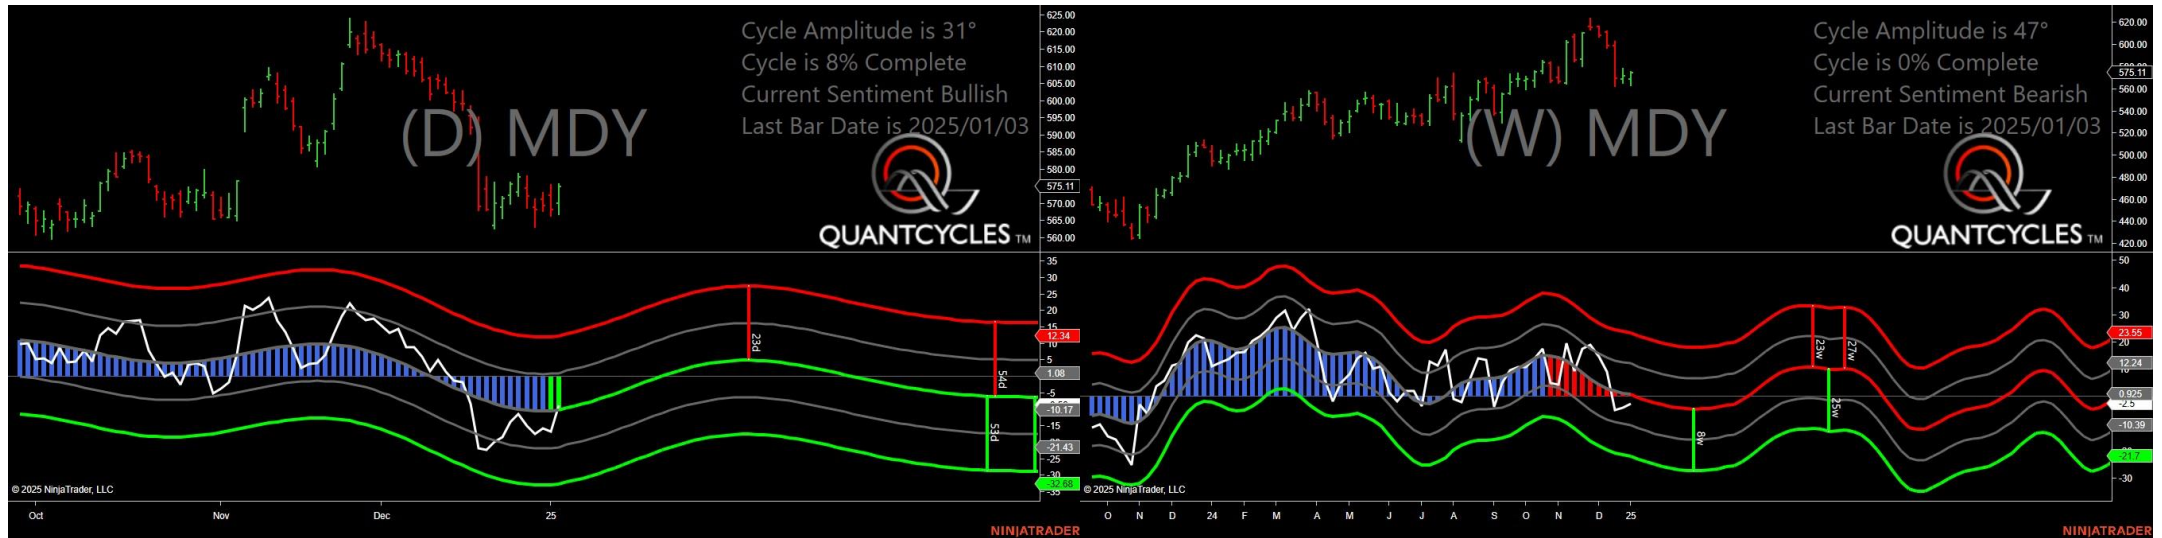 Cycle Amplitude is 31°
Cycle is 8% Complete
Current Sentiment Bullish
Last Bar Date is 2025/01/03
(D) MDY
QUANTCYCLES TM
625.00
620.00
615.00
610.00
605.00
600.00
595.00
590.00
585.00
580.00
575.11
570.00
565.00
560.00
35
30
25
20
15
12.34
10
5
1.08
-5
-10.17
-15
-21.43
-25
-30
-32.68
-35
23d
54d
53d
© 2025 NinjaTrader, LLC
Oct
Nov
Dec
25
NINJATRADER
Cycle Amplitude is 47°
Cycle is 0% Complete
Current Sentiment Bearish
Last Bar Date is 2025/01/03
(W) MDY
QUANTCYCLES TM
620.00
600.00
575.11
560.00
540.00
520.00
500.00
480.00
460.00
440.00
420.00
50
40
30
23.55
20
12.24
10
0.925
-2.5
-10.39
-21.7
-30
23w
27w
25w
8w
© 2025 NinjaTrader, LLC
O
N
D
24
F
M
A
M
J
J
A
S
O
N
D
25
NINJATRADER